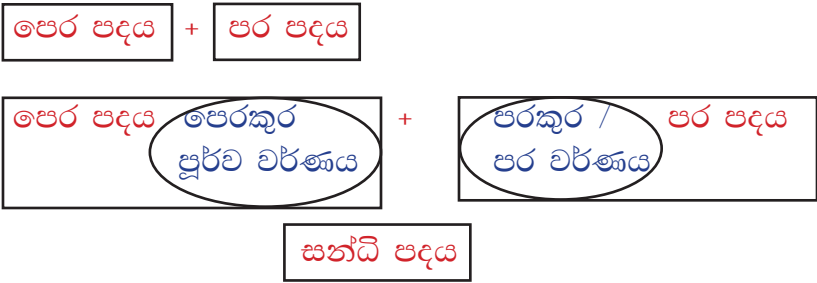 පෙර පදය + පර පදය
පෙර පදය පෙරකුර + පරකුර / පර පදය
පූර්ව වර්ණය පර වර්ණය
සන්ධි පදය